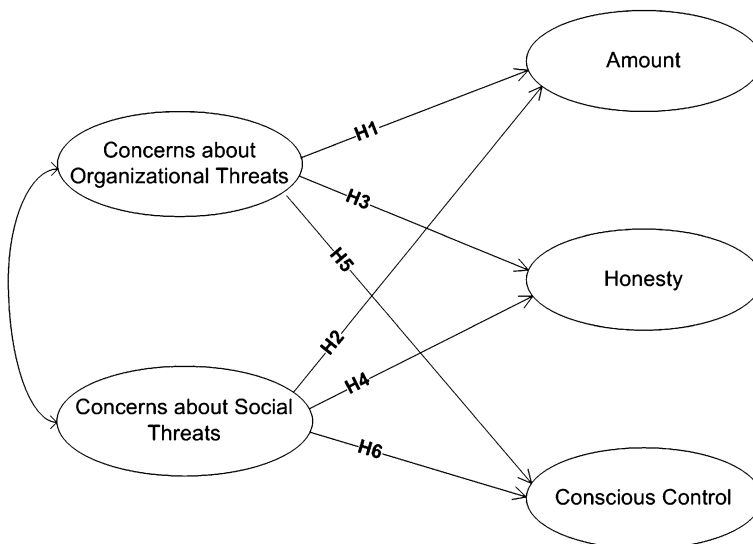 Amount
Concerns about
Organizational Threats
H1
H3
H5
Honesty
H2
H4
Concerns about Social
Threats
H6
Conscious Control